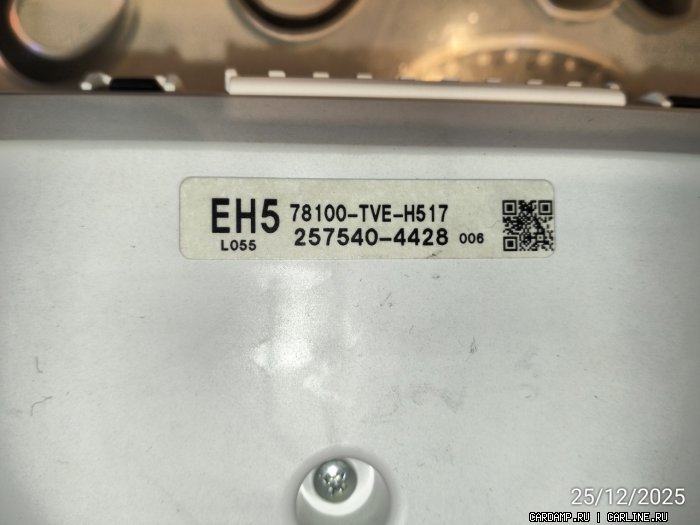 EH5 78100-TVE-H517
L055 257540-4428 006
25/12/2025
CARDAMP.RU | CARLINE.RU